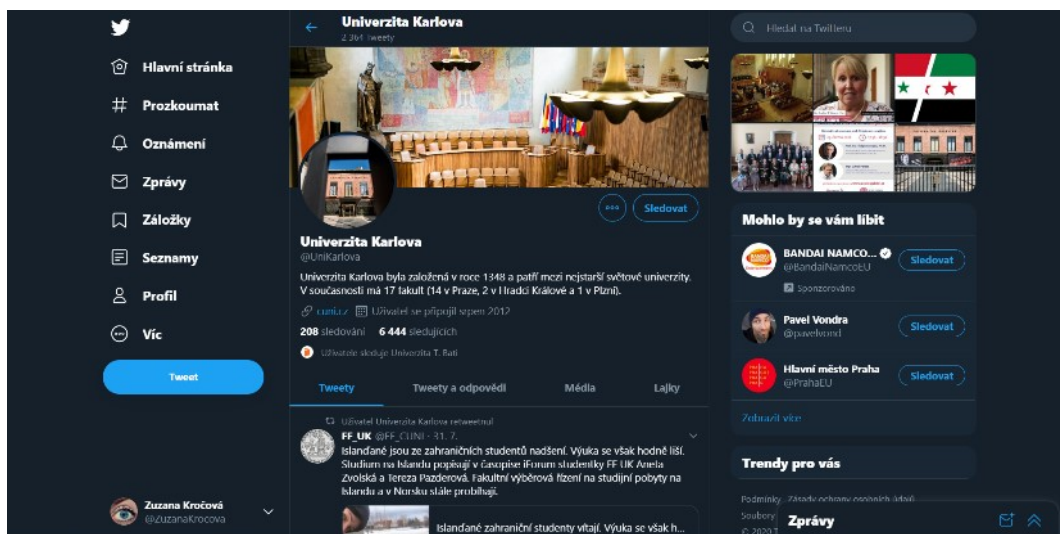 Univerzita Karlova
2 364 Tweety
Hledat na Twitteru
Hlavní stránka
Prozkoumat
Oznámení
Zprávy
Záložky
Seznamy
Profil
Víc
Tweet
Zuzana Kročová
@ZuzanaKrocova
Sledovat
Univerzita Karlova
@UniKarlova
Univerzita Karlova byla založená v roce 1348 a patří mezi nejstarší světové univerzity.
V současnosti má 17 fakult (14 v Praze, 2 v Hradci Králové a 1 v Plzni).
cuni.cz Uživatel se připojil srpen 2012
208 sledování 6 444 sledujících
Uživatele sleduje Univerzita T. Bati
Tweety Tweety a odpovědi Média Lajky
Uživatel Univerzita Karlova retweetnul
FF_UK @FF_CUNI · 31. 7.
Islanďané jsou ze zahraničních studentů nadšení. Výuka se však hodně liší.
Studium na Islandu popisují v časopise iForum studentky FF UK Aneta
Zvolská a Tereza Pazderová. Fakultní výběrová řízení na studijní pobyty na
Islandu a v Norsku stále probíhají.
Islanďané zahraniční studenty vítají. Výuka se však h...
Mohlo by se vám líbit
BANDAI NAMCO...
@BandaiNamcoEU
Sledovat
Sponzorováno
Pavel Vondra
@pavelvond
Sledovat
Hlavní město Praha
@PrahaEU
Sledovat
Zobrazit více
Trendy pro vás
Podmínky Zásady ochrany osobních údajů
Soubory
© 2020 T
Zprávy